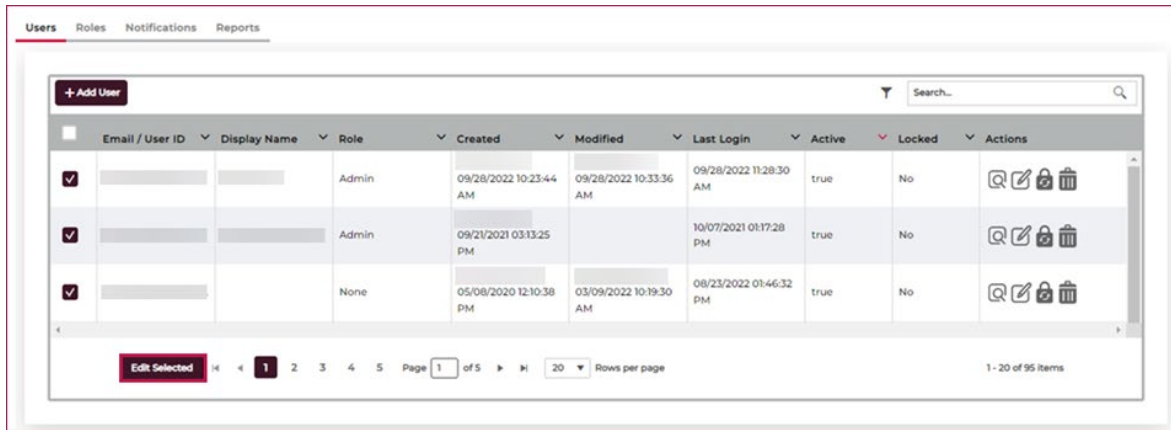 Users Roles Notifications Reports
+ Add User Search...
Email / User ID Display Name Role Created Modified Last Login Active Locked Actions
Admin 09/28/2022 10:23:44 AM 09/28/2022 10:33:36 AM 09/28/2022 11:28:30 AM true No
Admin 09/21/2021 03:13:25 PM 10/07/2021 01:17:28 PM true No
None 05/08/2020 12:10:38 PM 03/09/2022 10:19:30 AM 08/23/2022 01:46:32 PM true No
Edit Selected 1 2 3 4 5 Page 1 of 5 20 Rows per page 1 - 20 of 95 items